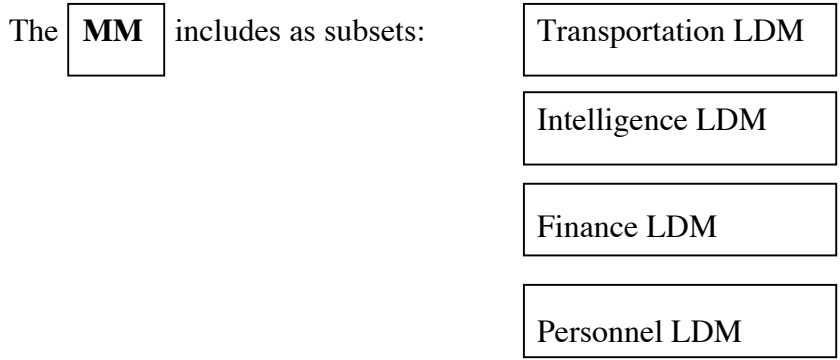 The MM includes as subsets: Transportation LDM
Intelligence LDM
Finance LDM
Personnel LDM